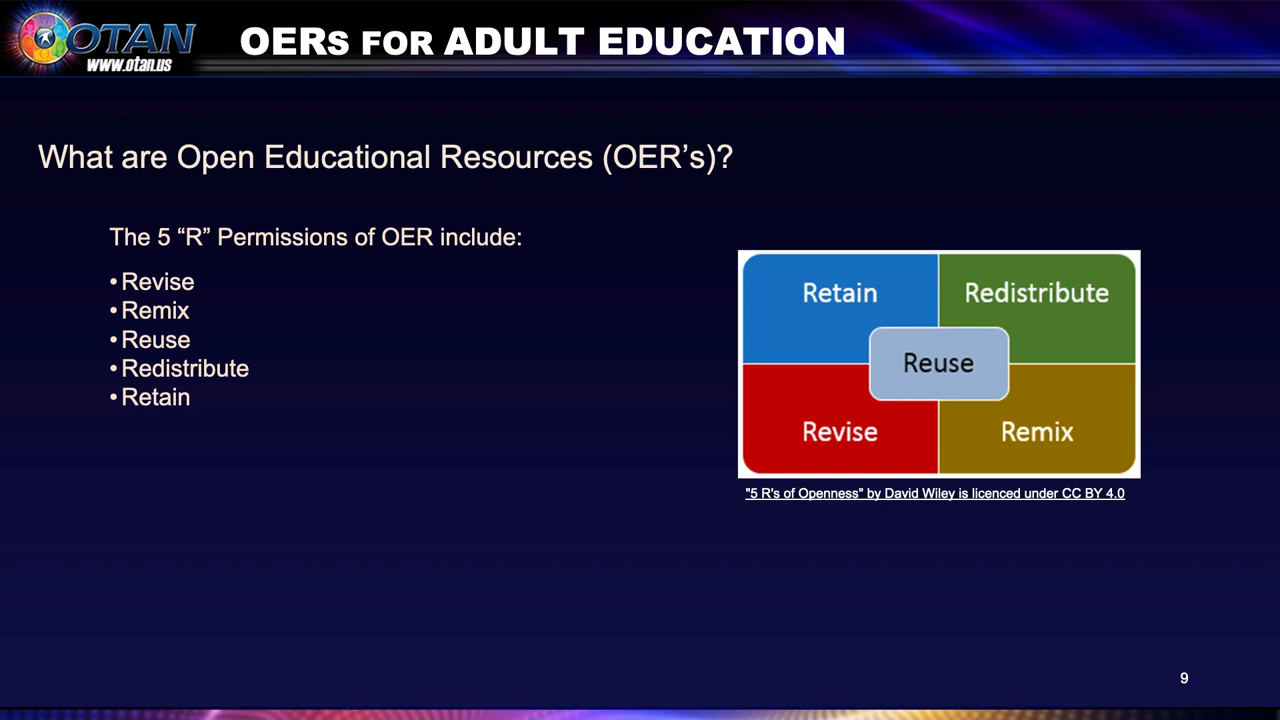 OTAN
www.otan.us
OERS FOR ADULT EDUCATION
What are Open Educational Resources (OER’s)?
The 5 “R” Permissions of OER include:
•Revise
•Remix
•Reuse
•Redistribute
•Retain
Retain
Redistribute
Reuse
Revise
Remix
"5 R's of Openness" by David Wiley is licenced under CC BY 4.0
9